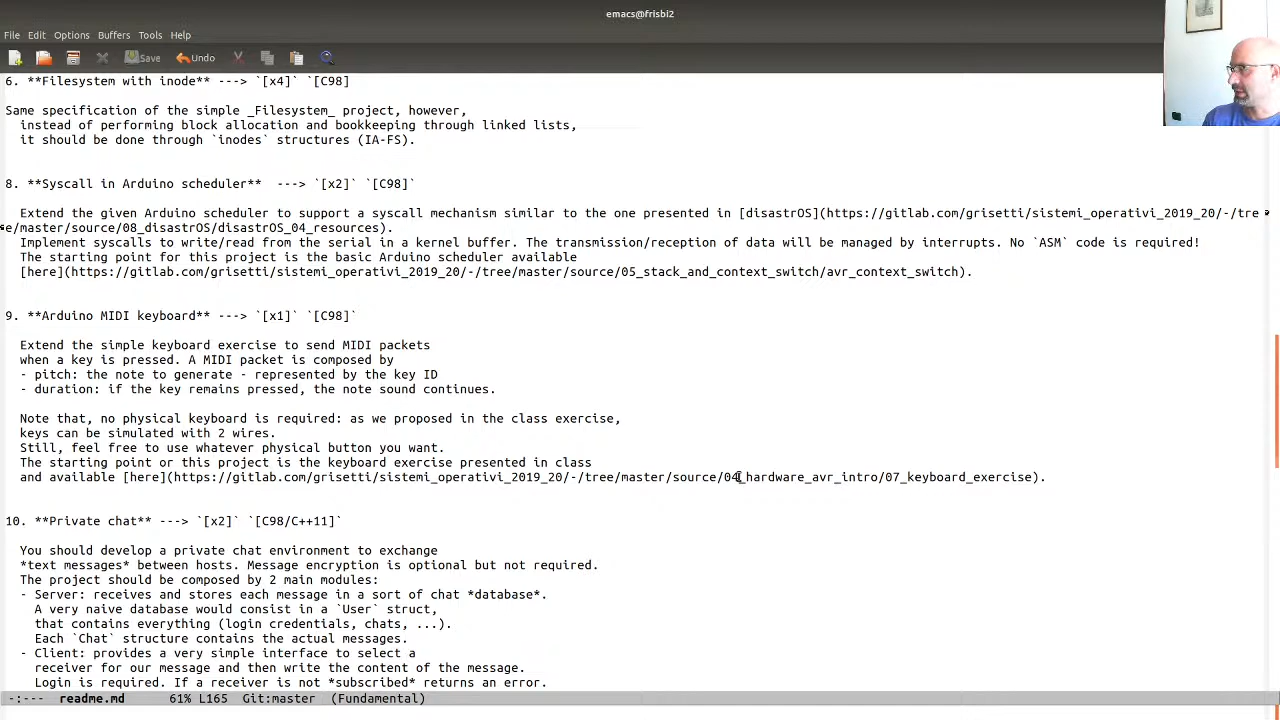 emacs@frisbi2
File Edit Options Buffers Tools Help
Save Undo
6. **Filesystem with inode** ---> `[x4]` `[C98]
Same specification of the simple _Filesystem_ project, however,
instead of performing block allocation and bookkeeping through linked lists,
it should be done through `inodes` structures (IA-FS).
8. **Syscall in Arduino scheduler**  ---> `[x2]` `[C98]`
Extend the given Arduino scheduler to support a syscall mechanism similar to the one presented in [disastrOS](https://gitlab.com/grisetti/sistemi_operativi_2019_20/-/tre
e/master/source/08_disastrOS/disastrOS_04_resources).
Implement syscalls to write/read from the serial in a kernel buffer. The transmission/reception of data will be managed by interrupts. No `ASM` code is required!
The starting point for this project is the basic Arduino scheduler available
[here](https://gitlab.com/grisetti/sistemi_operativi_2019_20/-/tree/master/source/05_stack_and_context_switch/avr_context_switch).
9. **Arduino MIDI keyboard** ---> `[x1]` `[C98]`
Extend the simple keyboard exercise to send MIDI packets
when a key is pressed. A MIDI packet is composed by
- pitch: the note to generate - represented by the key ID
- duration: if the key remains pressed, the note sound continues.
Note that, no physical keyboard is required: as we proposed in the class exercise,
keys can be simulated with 2 wires.
Still, feel free to use whatever physical button you want.
The starting point or this project is the keyboard exercise presented in class
and available [here](https://gitlab.com/grisetti/sistemi_operativi_2019_20/-/tree/master/source/04_hardware_avr_intro/07_keyboard_exercise).
10. **Private chat** ---> `[x2]` `[C98/C++11]`
You should develop a private chat environment to exchange
*text messages* between hosts. Message encryption is optional but not required.
The project should be composed by 2 main modules:
- Server: receives and stores each message in a sort of chat *database*.
A very naive database would consist in a `User` struct,
that contains everything (login credentials, chats, ...).
Each `Chat` structure contains the actual messages.
- Client: provides a very simple interface to select a
receiver for our message and then write the content of the message.
Login is required. If a receiver is not *subscribed* returns an error.
-:--- readme.md 61% L165 Git:master (Fundamental)